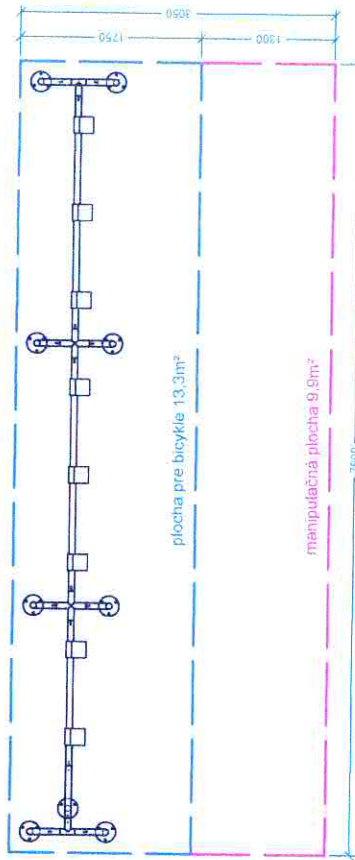 3050
1750
1300
plocha pre bicykle 13,3m²
manipulačná plocha 9,9m²